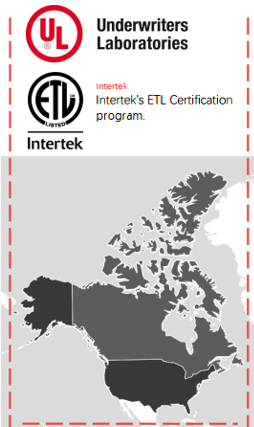 UL
®
Underwriters
Laboratories
ETL
LISTED
Intertek
Intertek
Intertek's ETL Certification
program.